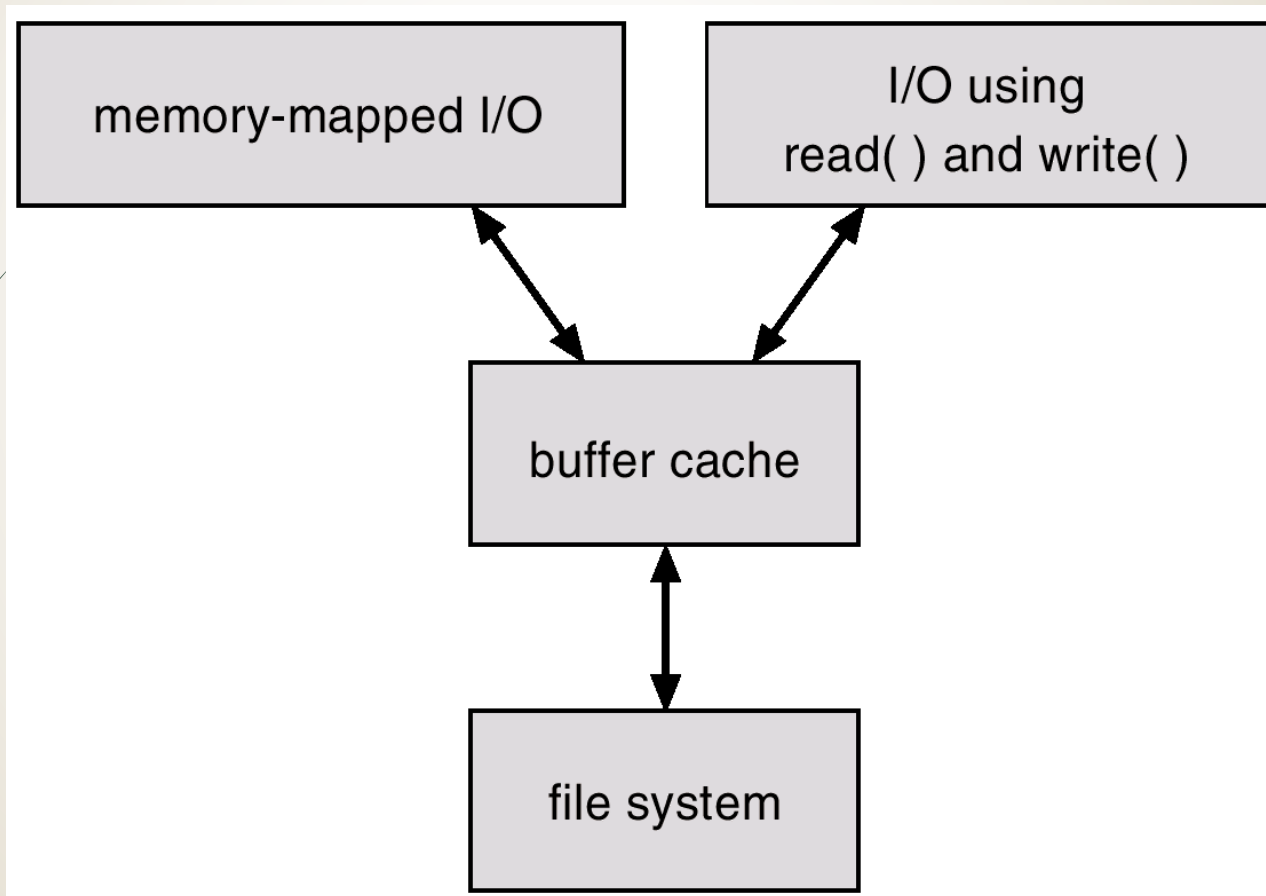 memory-mapped I/O
I/O using
read( ) and write( )
buffer cache
file system